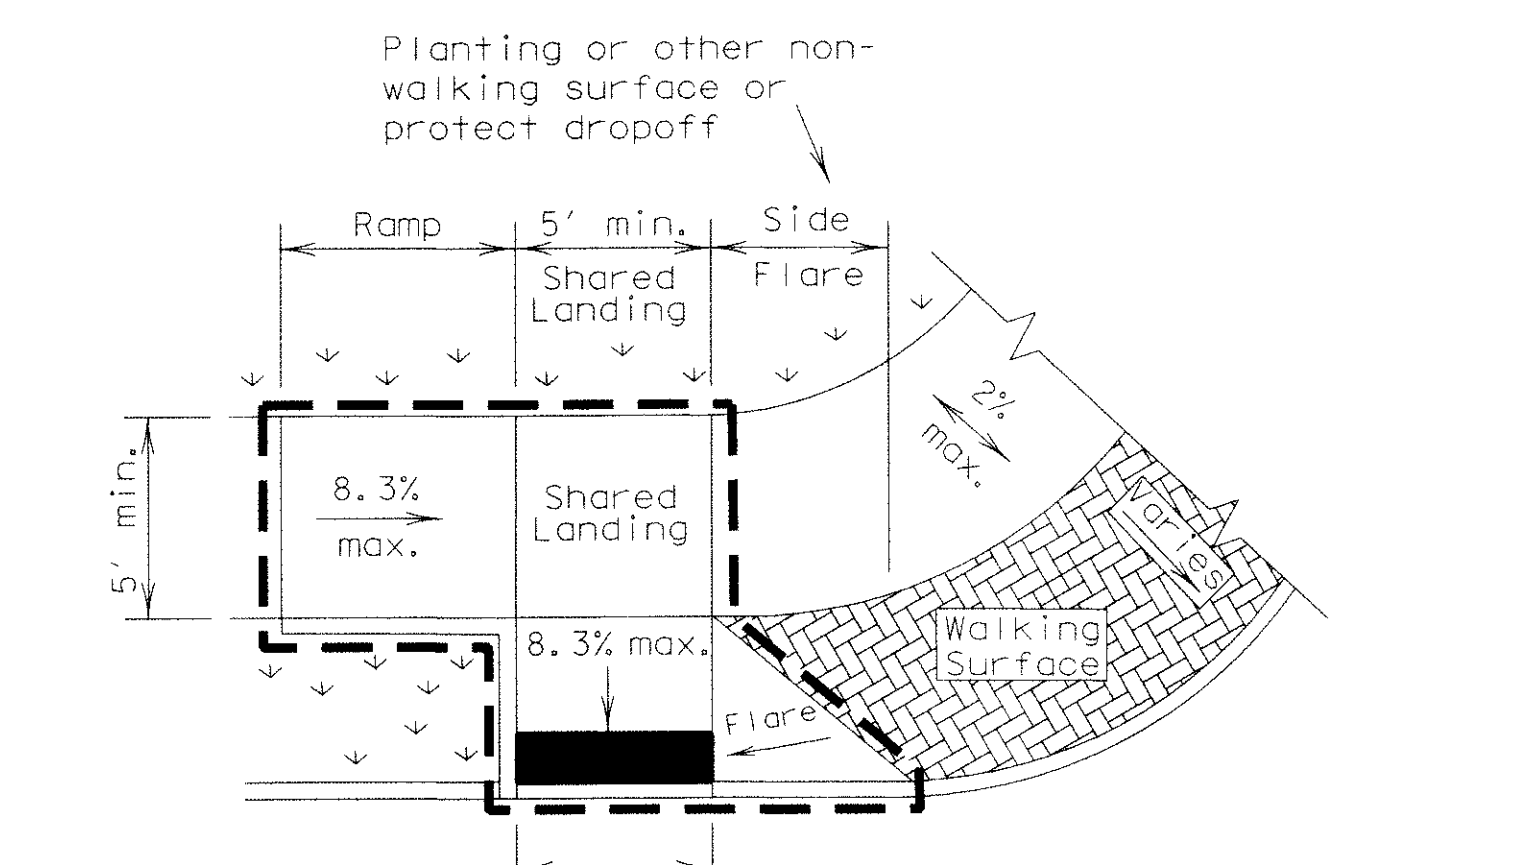 Planting or other non-
walking surface or
protect dropoff
Ramp
5' min.
Side
Shared
Landing
Flare
2%
max.
5' min.
8.3%
max.
Shared
Landing
Varies
8.3% max.
Walking
Surface
Flare